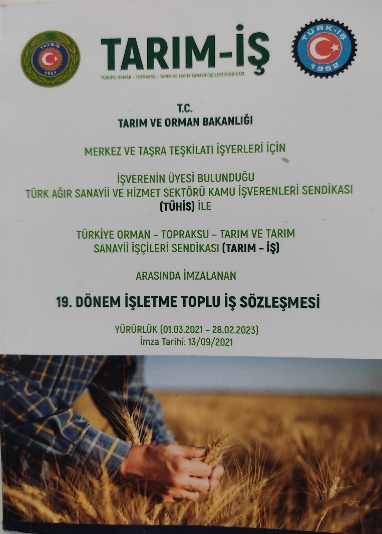 TARIM-İŞ
TÜRKİYE ORMAN - TOPRAKSU - TARIM VE TARIM SANAYİİ İŞÇİLERİ SENDİKASI
TARIM-İŞ
1961
TÜRK-İŞ
1952
T.C.
TARIM VE ORMAN BAKANLIĞI
MERKEZ VE TAŞRA TEŞKİLATI İŞYERLERİ İÇİN
İŞVERENİN ÜYESİ BULUNDUĞU
TÜRK AĞIR SANAYİİ VE HİZMET SEKTÖRÜ KAMU İŞVERENLERİ SENDİKASI
(TÜHİS) İLE
TÜRKİYE ORMAN – TOPRAKSU – TARIM VE TARIM
SANAYİİ İŞÇİLERİ SENDİKASI (TARIM – İŞ)
ARASINDA İMZALANAN
19. DÖNEM İŞLETME TOPLU İŞ SÖZLEŞMESİ
YÜRÜRLÜK (01.03.2021 – 28.02.2023)
İmza Tarihi: 13/09/2021